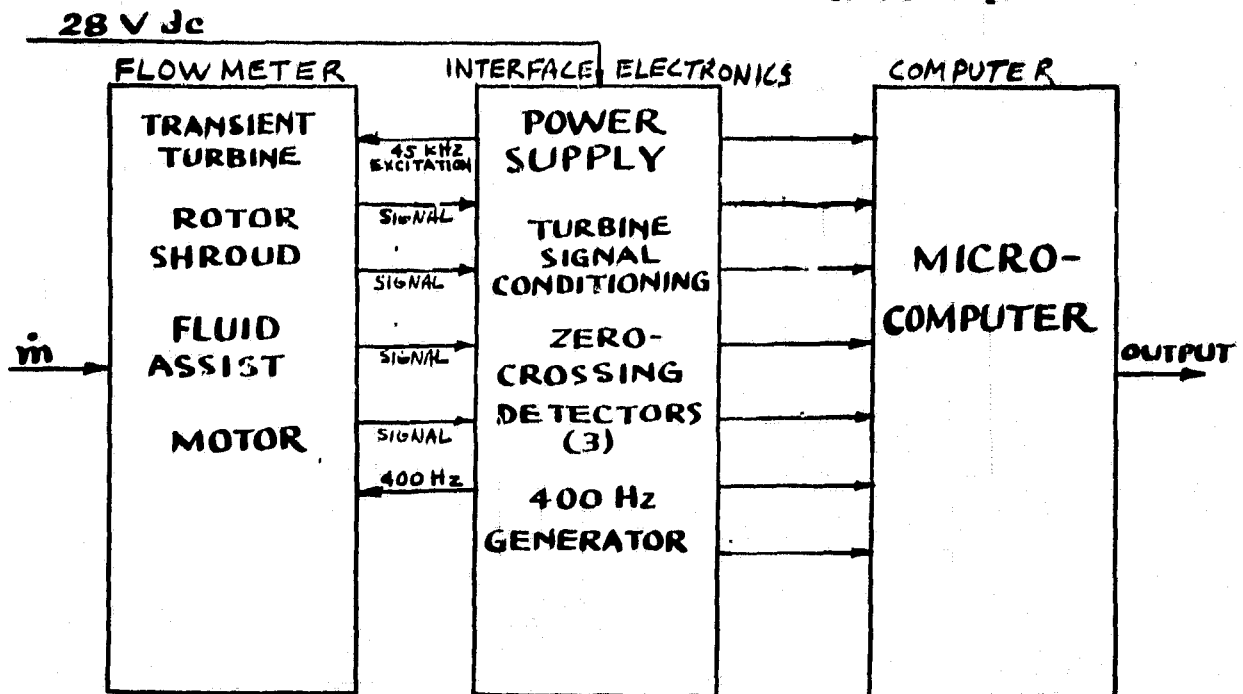 28 V dc
FLOW METER
INTERFACE ELECTRONICS
COMPUTER
TRANSIENT
TURBINE
ROTOR
SHROUD
FLUID
ASSIST
MOTOR
ṁ
45 KHZ
EXCITATION
SIGNAL
SIGNAL
SIGNAL
SIGNAL
400 Hz
POWER
SUPPLY
TURBINE
SIGNAL
CONDITIONING
ZERO-
CROSSING
DETECTORS
(3)
400 Hz
GENERATOR
MICRO-
COMPUTER
OUTPUT